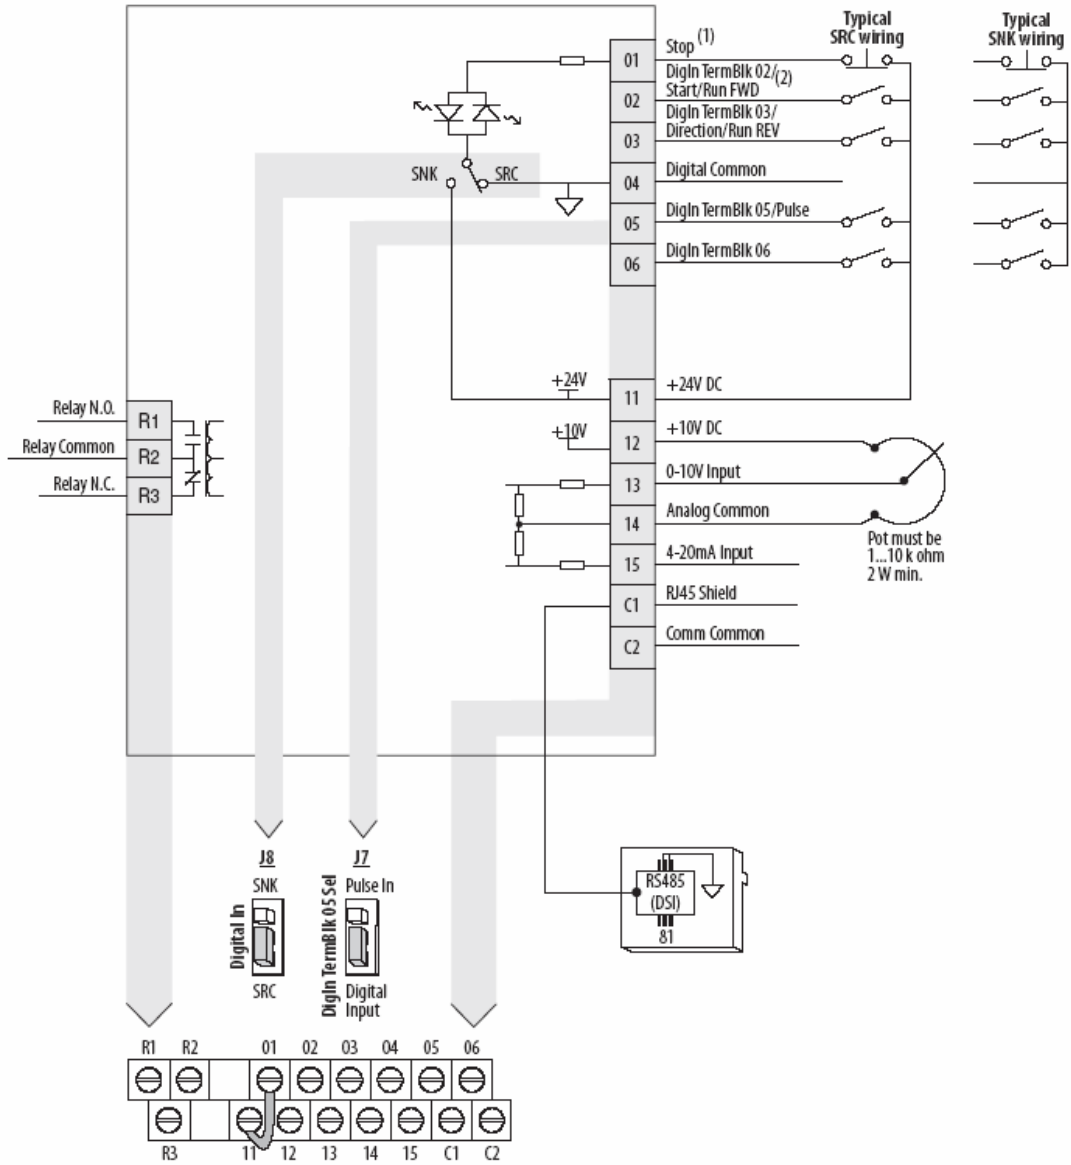 Typical
SRC wiring
Typical
SNK wiring
01
Stop (1)
DigIn TermBlk 02/(2)
Start/Run FWD
02
DigIn TermBlk 03/
Direction/Run REV
03
SNK
SRC
04
Digital Common
05
DigIn TermBlk 05/Pulse
06
DigIn TermBlk 06
+24V
11
+24V DC
Relay N.O.
R1
+10V
12
+10V DC
Relay Common
R2
13
0-10V Input
Relay N.C.
R3
14
Analog Common
Pot must be
1...10 k ohm
2 W min.
15
4-20mA Input
C1
RJ45 Shield
C2
Comm Common
J8
SNK
Digital In
SRC
J7
Pulse In
DigIn TermBlk 05 Sel
Digital
Input
RS485
(DSI)
81
R1 R2 01 02 03 04 05 06
R3 11 12 13 14 15 C1 C2